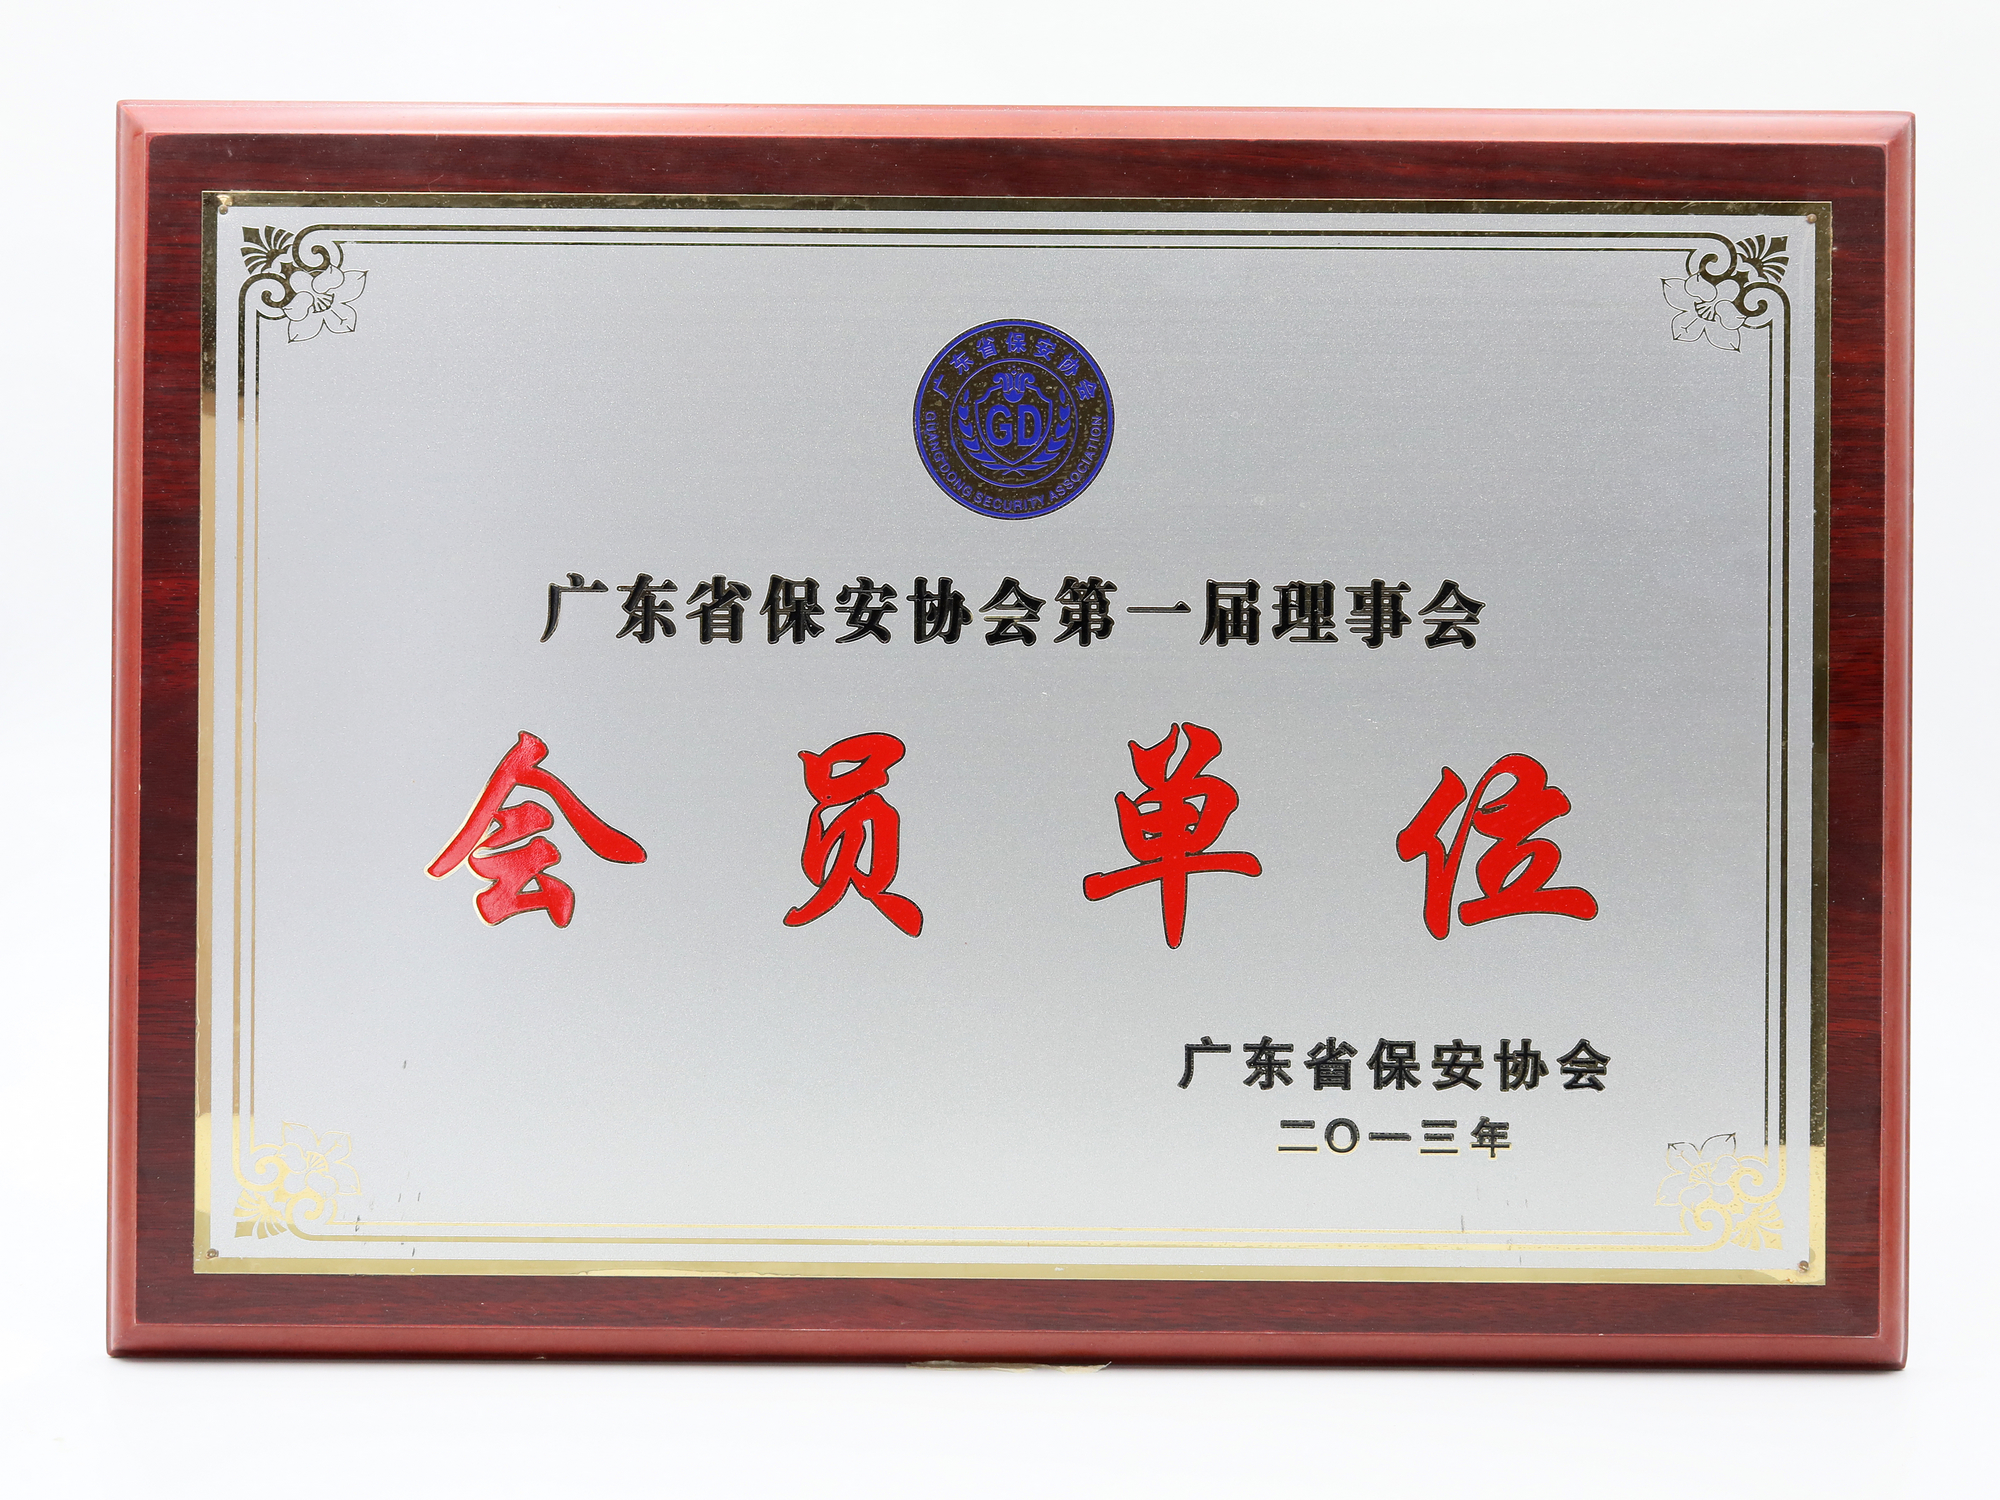 广东省保安协会
GD
GUANGDONG SECURITY ASSOCIATION
广东省保安协会第一届理事会
会员单位
广东省保安协会
二〇一三年